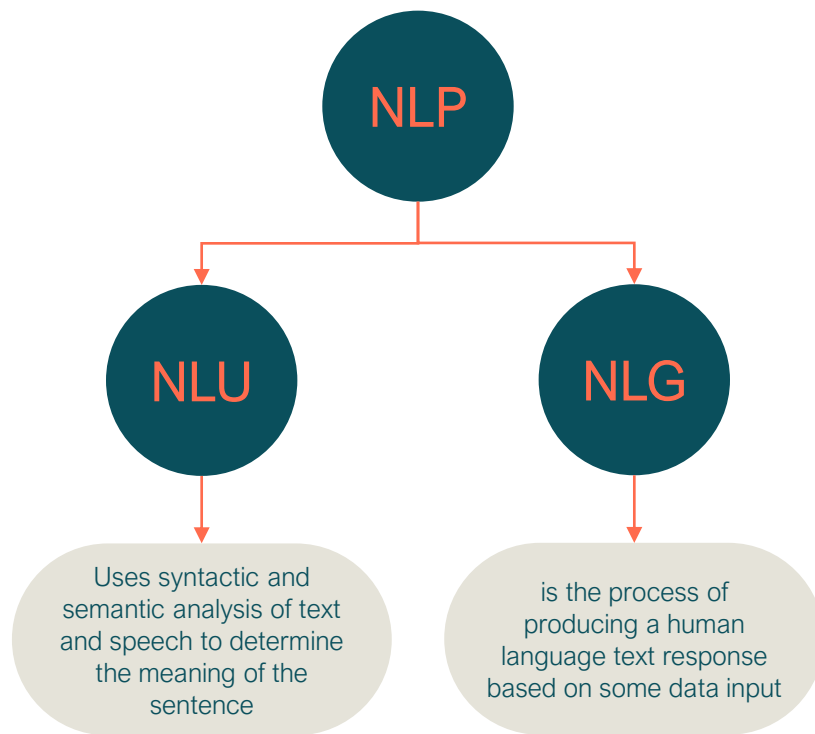 NLP
NLU
NLG
Uses syntactic and
semantic analysis of text
and speech to determine
the meaning of the
sentence
is the process of
producing a human
language text response
based on some data input